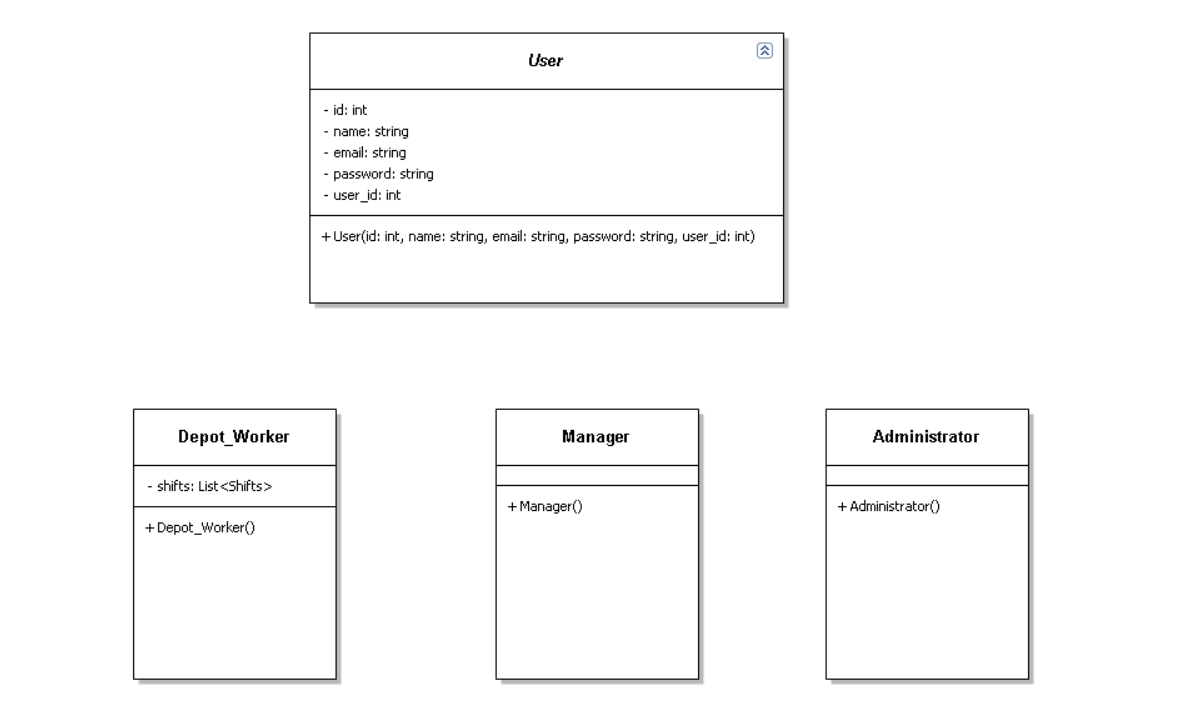 User
- id: int
- name: string
- email: string
- password: string
- user_id: int
+ User(id: int, name: string, email: string, password: string, user_id: int)
Depot_Worker
- shifts: List<Shifts>
+ Depot_Worker()
Manager
+ Manager()
Administrator
+ Administrator()